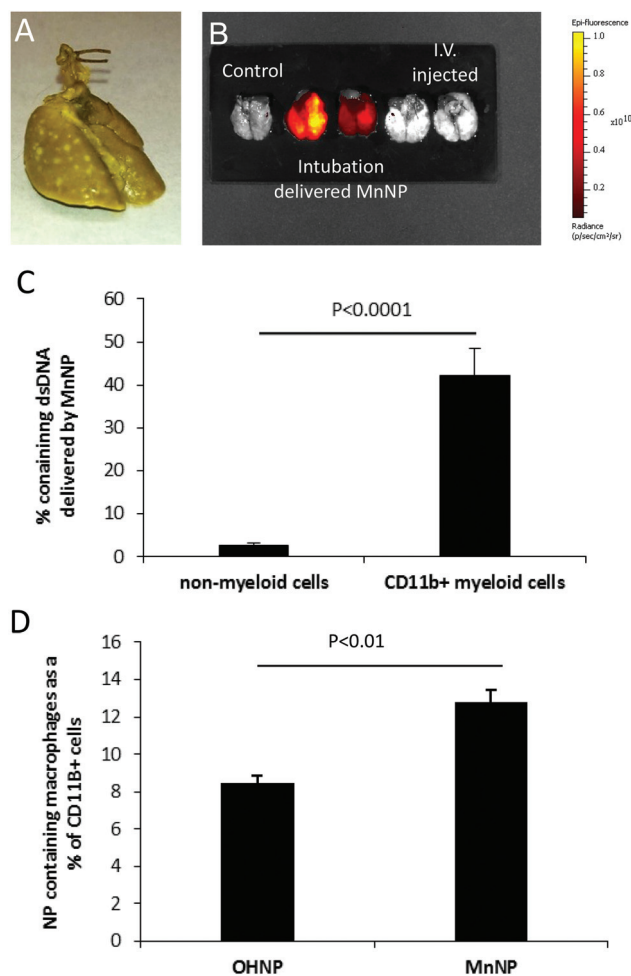 A
B
Control
I.V.
injected
Intubation
delivered MnNP
Epi-fluorescence
1.0
0.8
0.6
x10¹⁰
0.4
0.2
Radiance
(p/sec/cm²/sr)
C
P<0.0001
% conaininng dsDNA
delivered by MnNP
60
50
40
30
20
10
0
non-myeloid cells
CD11b+ myeloid cells
D
P<0.01
NP containing macrophages as a
% of CD11B+ cells
16
14
12
10
8
6
4
2
0
OHNP
MnNP